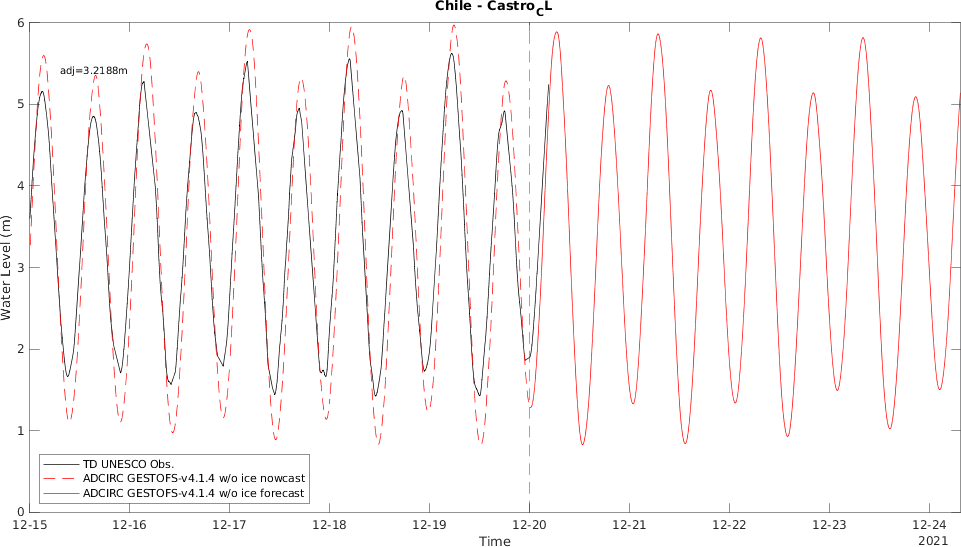 Chile - Castro_CL
adj=3.2188m
Water Level (m)
6
5
4
3
2
1
0
TD UNESCO Obs.
ADCIRC GESTOFS-v4.1.4 w/o ice nowcast
ADCIRC GESTOFS-v4.1.4 w/o ice forecast
12-15 12-16 12-17 12-18 12-19 12-20 12-21 12-22 12-23 12-24
Time
2021